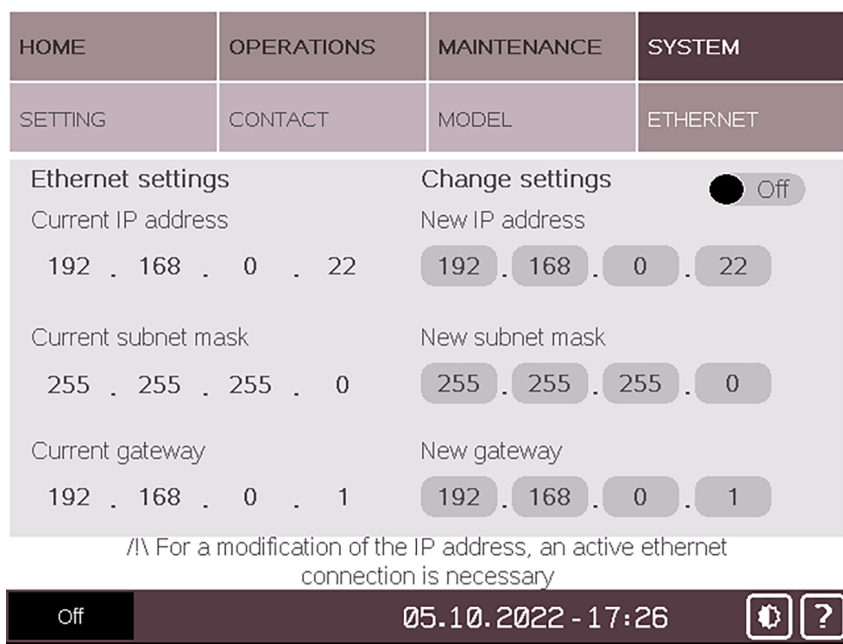 HOME OPERATIONS MAINTENANCE SYSTEM
SETTING CONTACT MODEL ETHERNET
Ethernet settings Change settings Off
Current IP address New IP address
192 . 168 . 0 . 22 192 . 168 . 0 . 22
Current subnet mask New subnet mask
255 . 255 . 255 . 0 255 . 255 . 255 . 0
Current gateway New gateway
192 . 168 . 0 . 1 192 . 168 . 0 . 1
/!\ For a modification of the IP address, an active ethernet
connection is necessary
Off 05.10.2022 - 17:26 ?